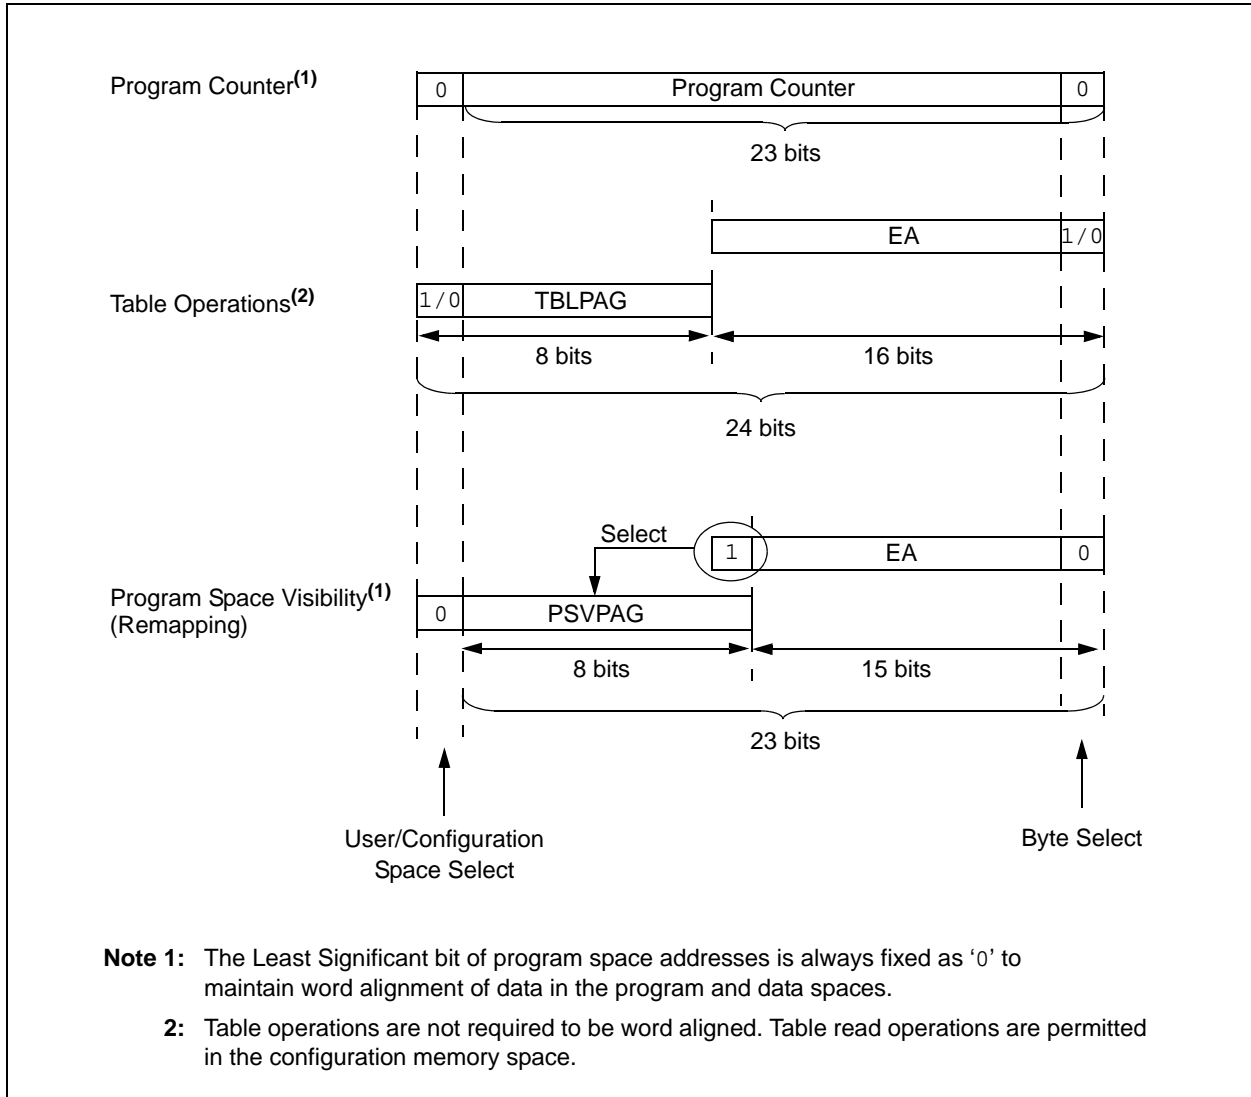 Program Counter(1)
0
Program Counter
0
23 bits
EA
1/0
Table Operations(2)
1/0
TBLPAG
8 bits
16 bits
24 bits
Select
1
EA
0
Program Space Visibility(1)
(Remapping)
0
PSVPAG
8 bits
15 bits
23 bits
User/Configuration
Space Select
Byte Select
Note 1: The Least Significant bit of program space addresses is always fixed as ‘0’ to
maintain word alignment of data in the program and data spaces.
2: Table operations are not required to be word aligned. Table read operations are permitted
in the configuration memory space.